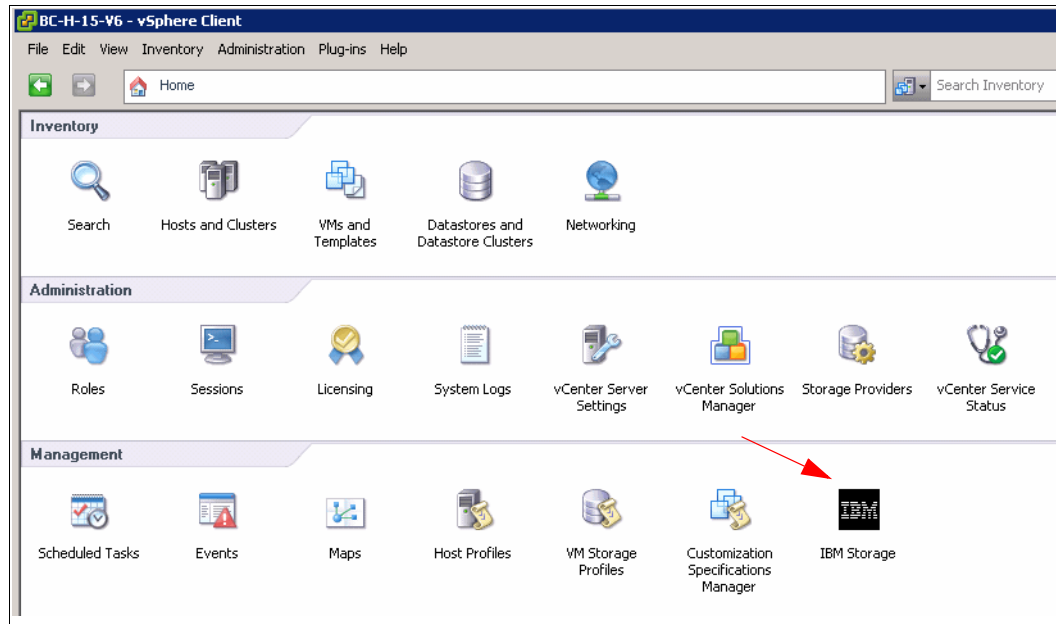 BC-H-15-V6 - vSphere Client
File Edit View Inventory Administration Plug-ins Help
Home
Search Inventory
Inventory
Search
Hosts and Clusters
VMs and
Templates
Datastores and
Datastore Clusters
Networking
Administration
Roles
Sessions
Licensing
System Logs
vCenter Server
Settings
vCenter Solutions
Manager
Storage Providers
vCenter Service
Status
Management
IBM
Scheduled Tasks
Events
Maps
Host Profiles
VM Storage
Profiles
Customization
Specifications
Manager
IBM Storage